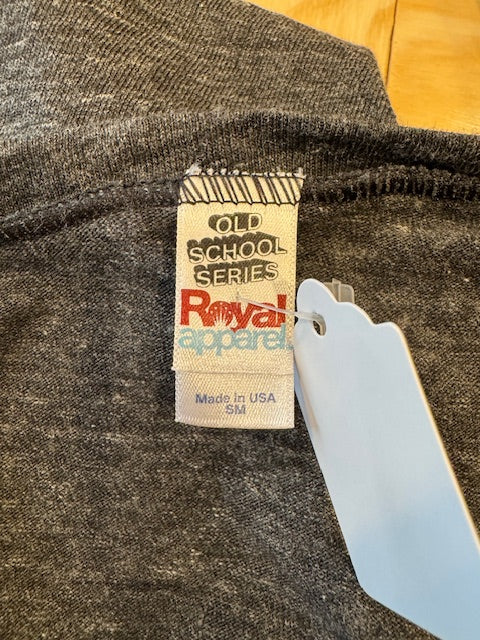 OLD
SCHOOL
SERIES
Royal
apparel
Made in USA
SM